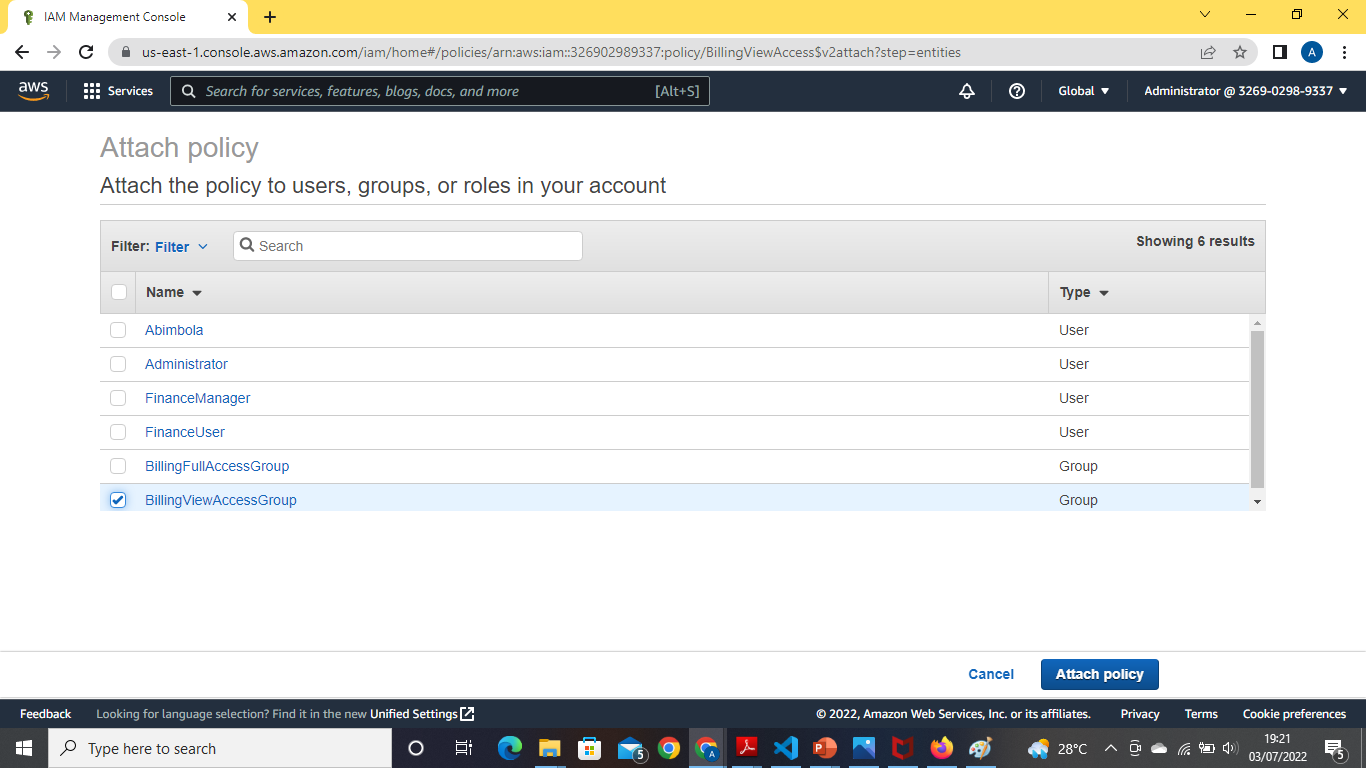 IAM Management Console
us-east-1.console.aws.amazon.com/iam/home#/policies/arn:aws:iam::326902989337:policy/BillingViewAccess$v2attach?step=entities
A
aws Services Search for services, features, blogs, docs, and more [Alt+S] Global Administrator @ 3269-0298-9337
Attach policy
Attach the policy to users, groups, or roles in your account
Filter: Filter Search Showing 6 results
Name Type
Abimbola User
Administrator User
FinanceManager User
FinanceUser User
BillingFullAccessGroup Group
BillingViewAccessGroup Group
Cancel Attach policy
Feedback Looking for language selection? Find it in the new Unified Settings © 2022, Amazon Web Services, Inc. or its affiliates. Privacy Terms Cookie preferences
Type here to search 5 A 28°C 19:21
03/07/2022 5